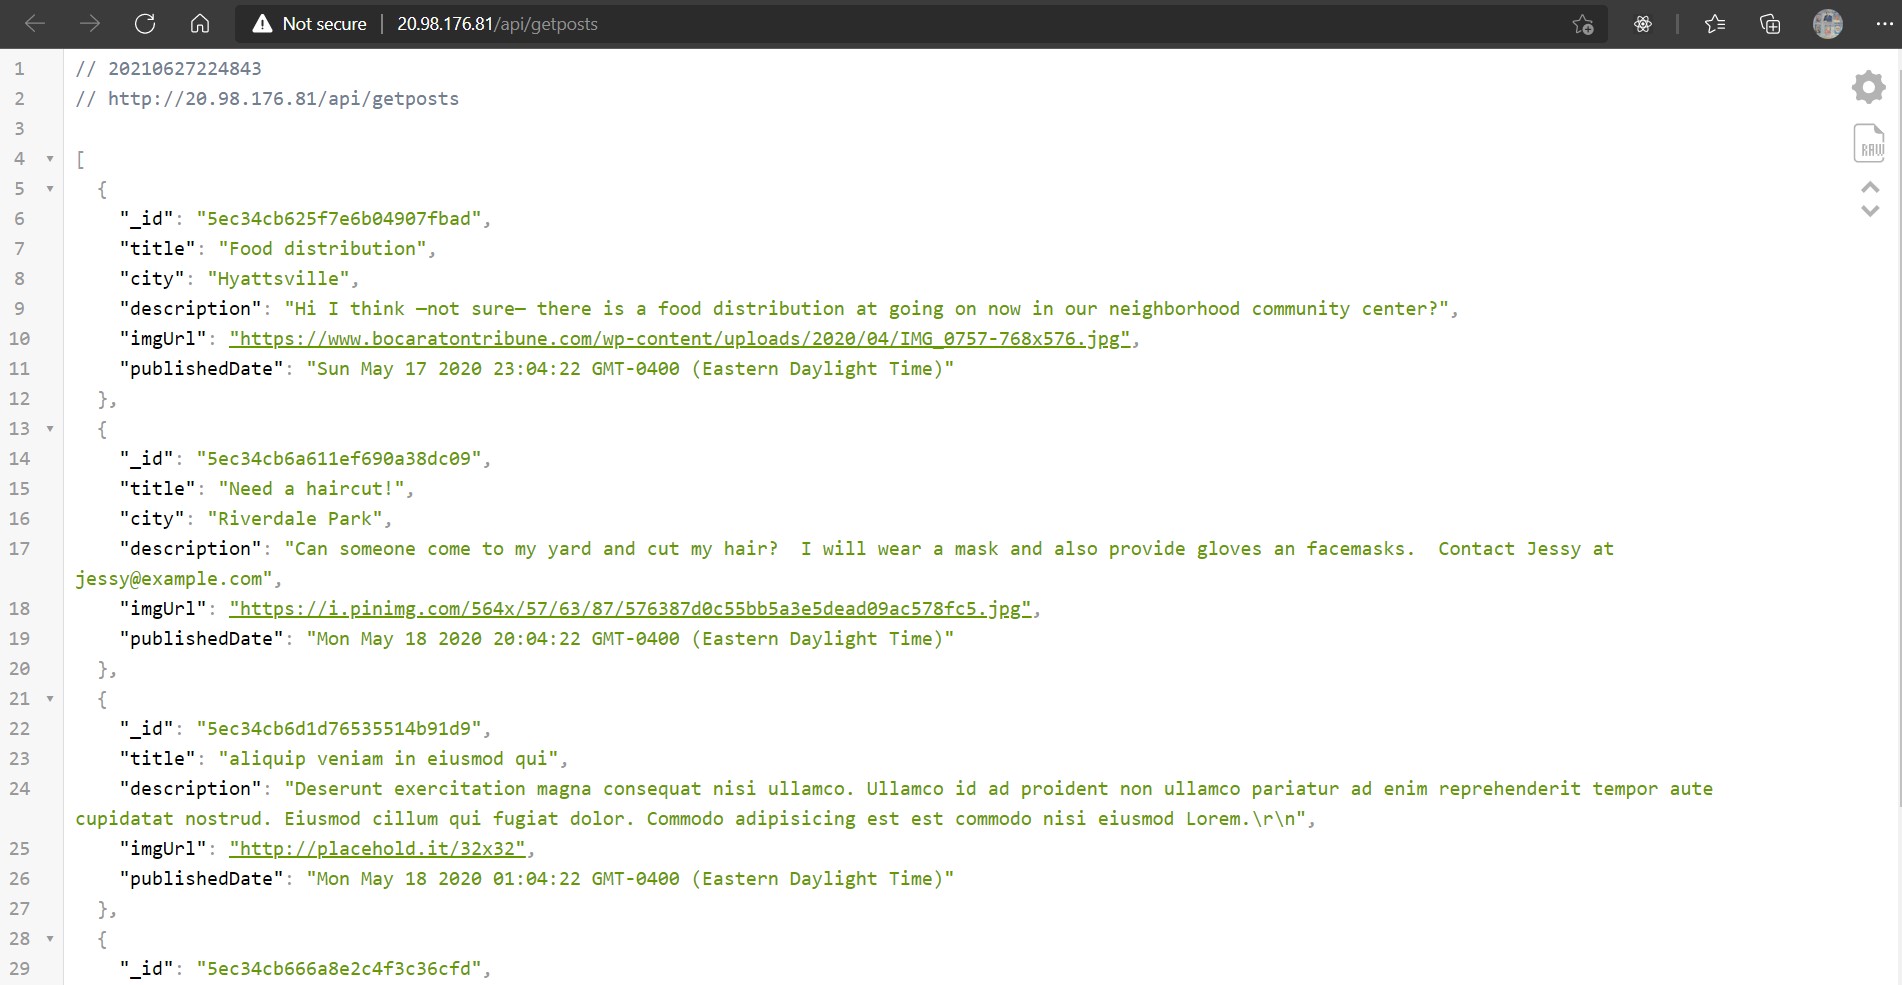 Not secure | 20.98.176.81/api/getposts
1 // 20210627224843
2 // http://20.98.176.81/api/getposts
3
4 [
5 {
6 "_id": "5ec34cb625f7e6b04907fbad",
7 "title": "Food distribution",
8 "city": "Hyattsville",
9 "description": "Hi I think —not sure— there is a food distribution at going on now in our neighborhood community center?",
10 "imgUrl": "https://www.bocaratontribune.com/wp-content/uploads/2020/04/IMG_0757-768x576.jpg",
11 "publishedDate": "Sun May 17 2020 23:04:22 GMT-0400 (Eastern Daylight Time)"
12 },
13 {
14 "_id": "5ec34cb6a611ef690a38dc09",
15 "title": "Need a haircut!",
16 "city": "Riverdale Park",
17 "description": "Can someone come to my yard and cut my hair?  I will wear a mask and also provide gloves an facemasks.  Contact Jessy at
jessy@example.com",
18 "imgUrl": "https://i.pinimg.com/564x/57/63/87/576387d0c55bb5a3e5dead09ac578fc5.jpg",
19 "publishedDate": "Mon May 18 2020 20:04:22 GMT-0400 (Eastern Daylight Time)"
20 },
21 {
22 "_id": "5ec34cb6d1d76535514b91d9",
23 "title": "aliquip veniam in eiusmod qui",
24 "description": "Deserunt exercitation magna consequat nisi ullamco. Ullamco id ad proident non ullamco pariatur ad enim reprehenderit tempor aute
cupidatat nostrud. Eiusmod cillum qui fugiat dolor. Commodo adipisicing est est commodo nisi eiusmod Lorem.\r\n",
25 "imgUrl": "http://placehold.it/32x32",
26 "publishedDate": "Mon May 18 2020 01:04:22 GMT-0400 (Eastern Daylight Time)"
27 },
28 {
29 "_id": "5ec34cb666a8e2c4f3c36cfd",
RAW